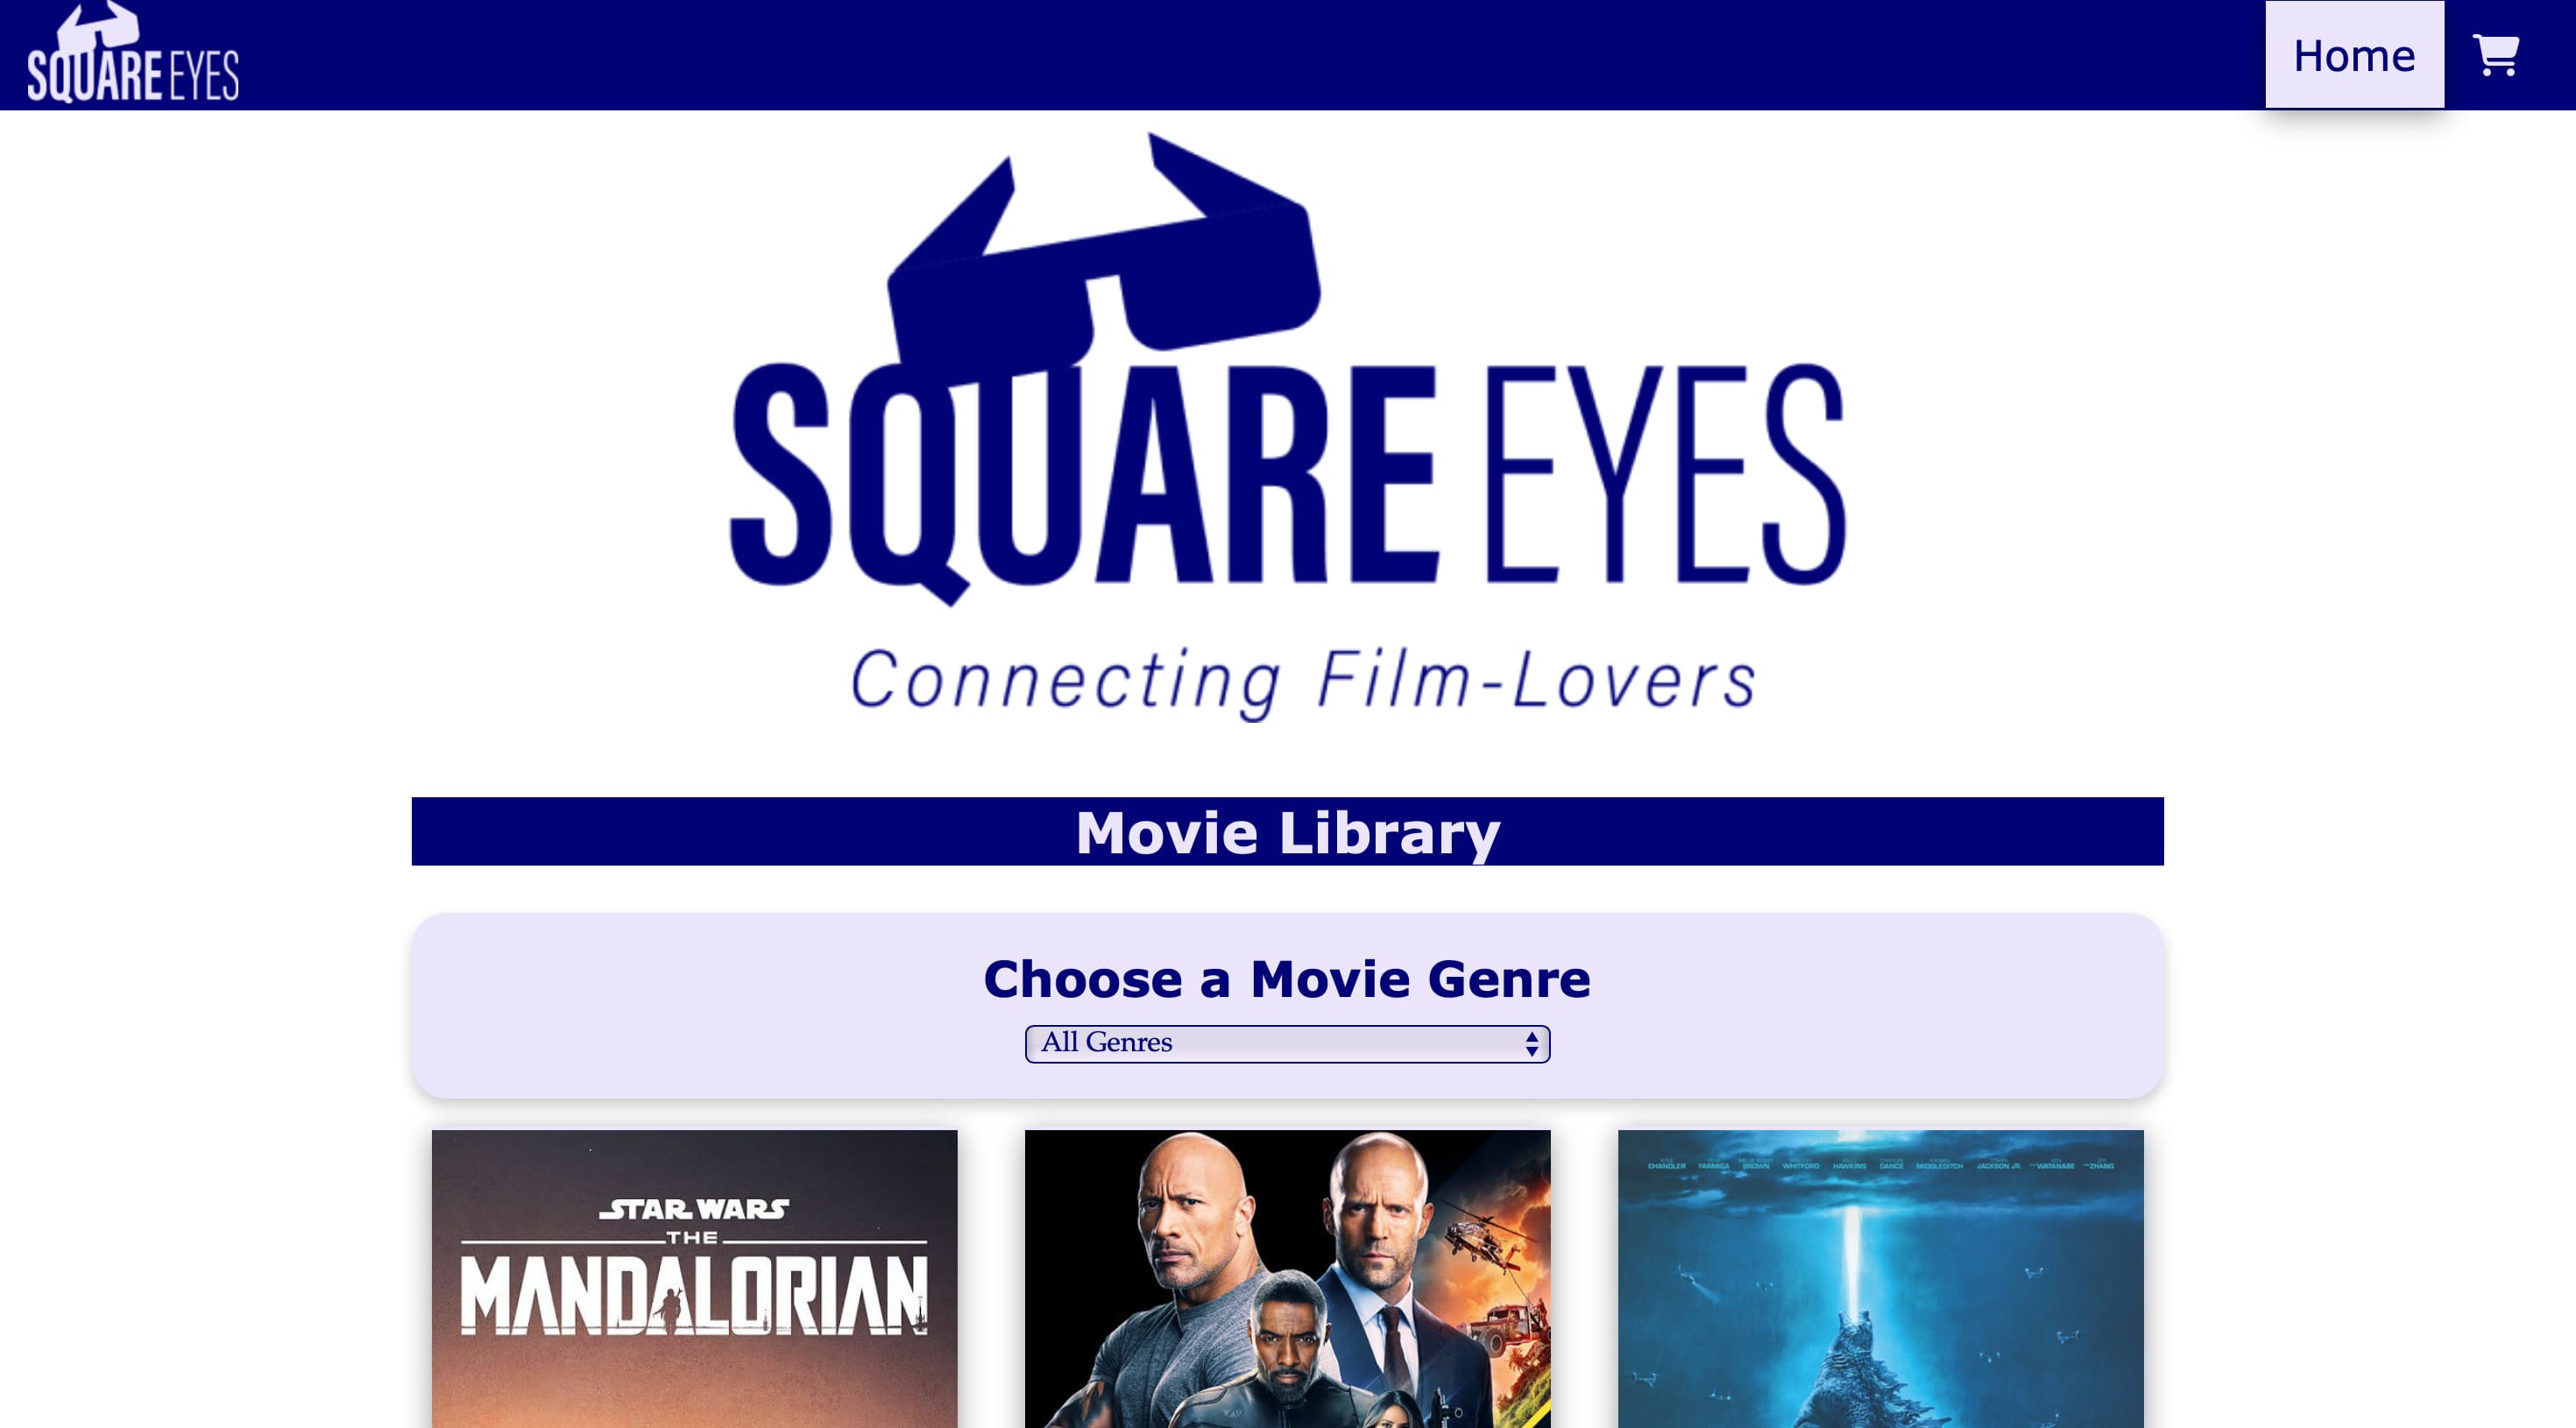 SQUARE EYES
Home
SQUARE EYES
Connecting Film-Lovers
Movie Library
Choose a Movie Genre
All Genres
STAR WARS
THE
MANDALORIAN
CHANDLER FARMIGA BROWN WHITFORD HAWKINS DANCE MIDDLEDITCH JACKSON JR. WATANABE ZHANG